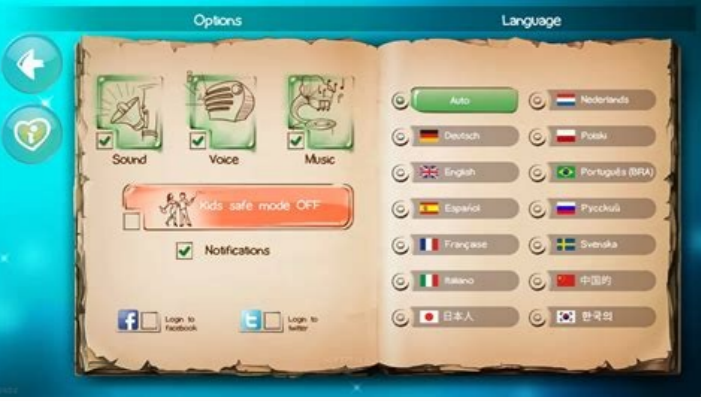 Options
Language
Sound
Voice
Music
Kids safe mode OFF
Notifications
Login to
facebook
Login to
twitter
Auto
Deutsch
English
Español
Française
Italiano
日本人
Nederlands
Polski
Português (BRA)
Русский
Svenska
中国的
한국의